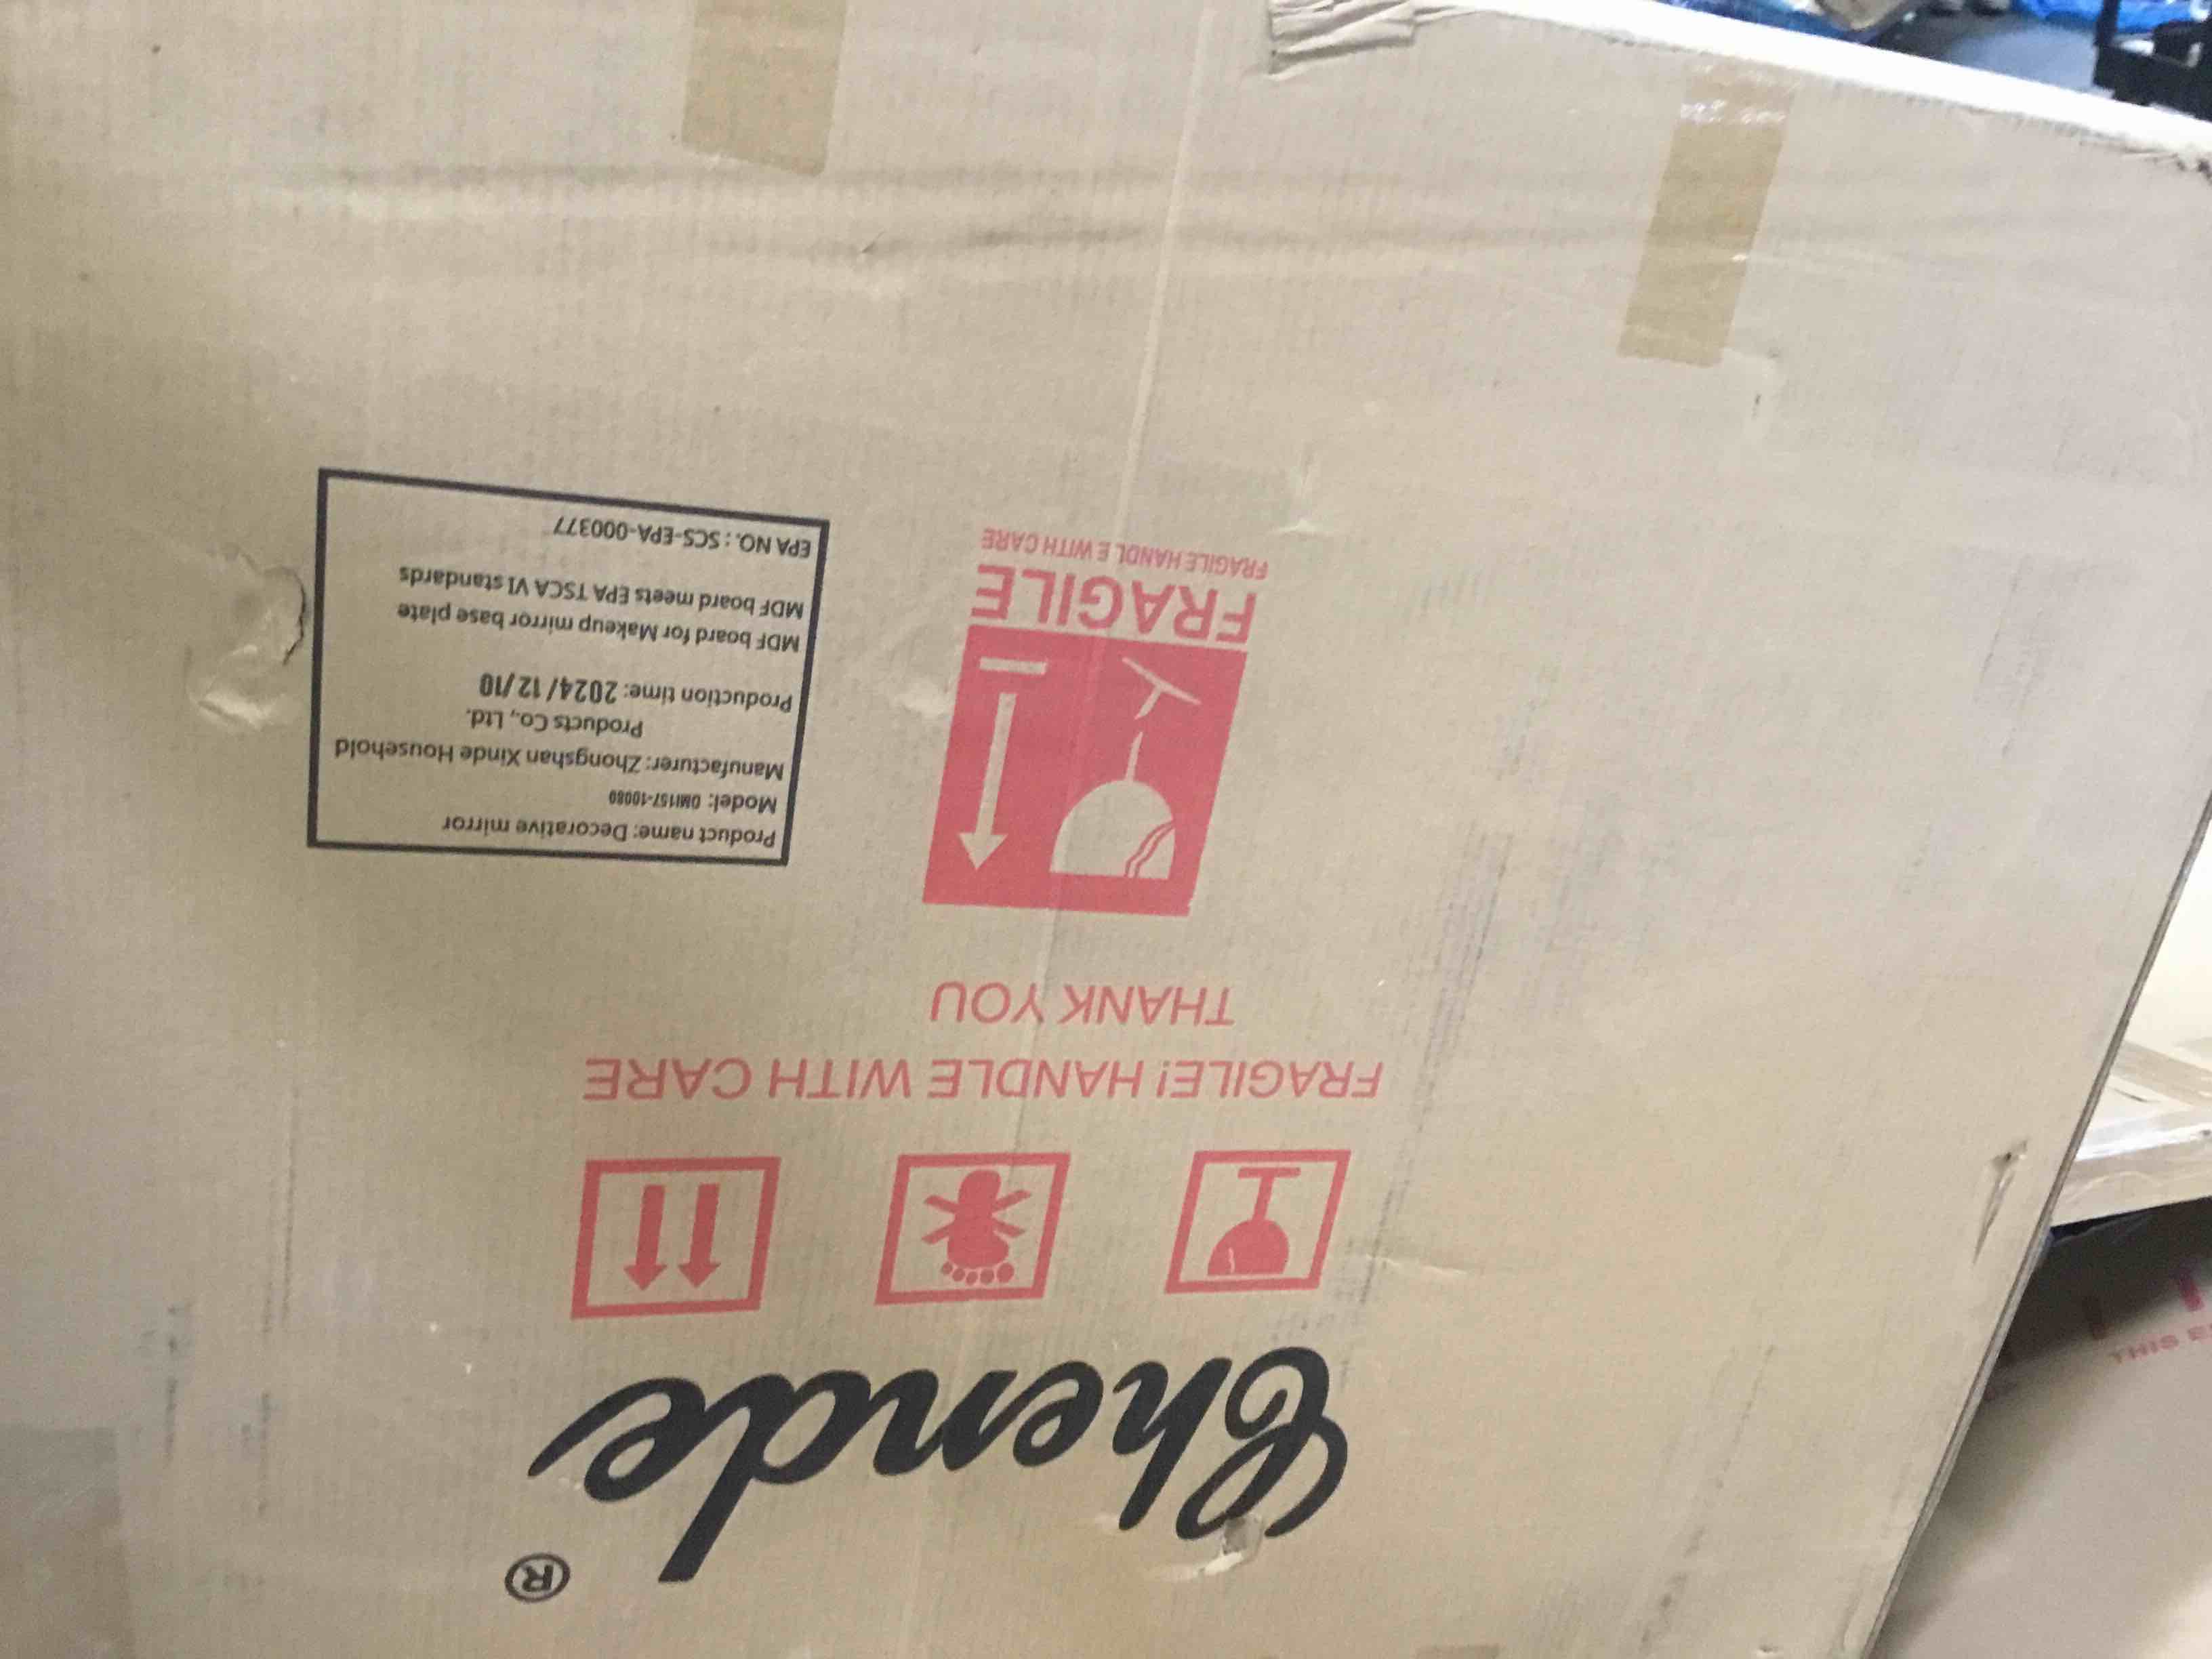 Chende®
FRAGILE! HANDLE WITH CARE
THANK YOU
FRAGILE
FRAGILE HANDLE WITH CARE
Product name: Decorative mirror
Model: OMI157-10080
Manufacturer: Zhongshan Xinde Household
Products Co., Ltd.
Production time: 2024/12/10
MDF board for Makeup mirror base plate
MDF board meets EPA TSCA VI standards
EPA NO. : SCS-EPA-000377
THIS